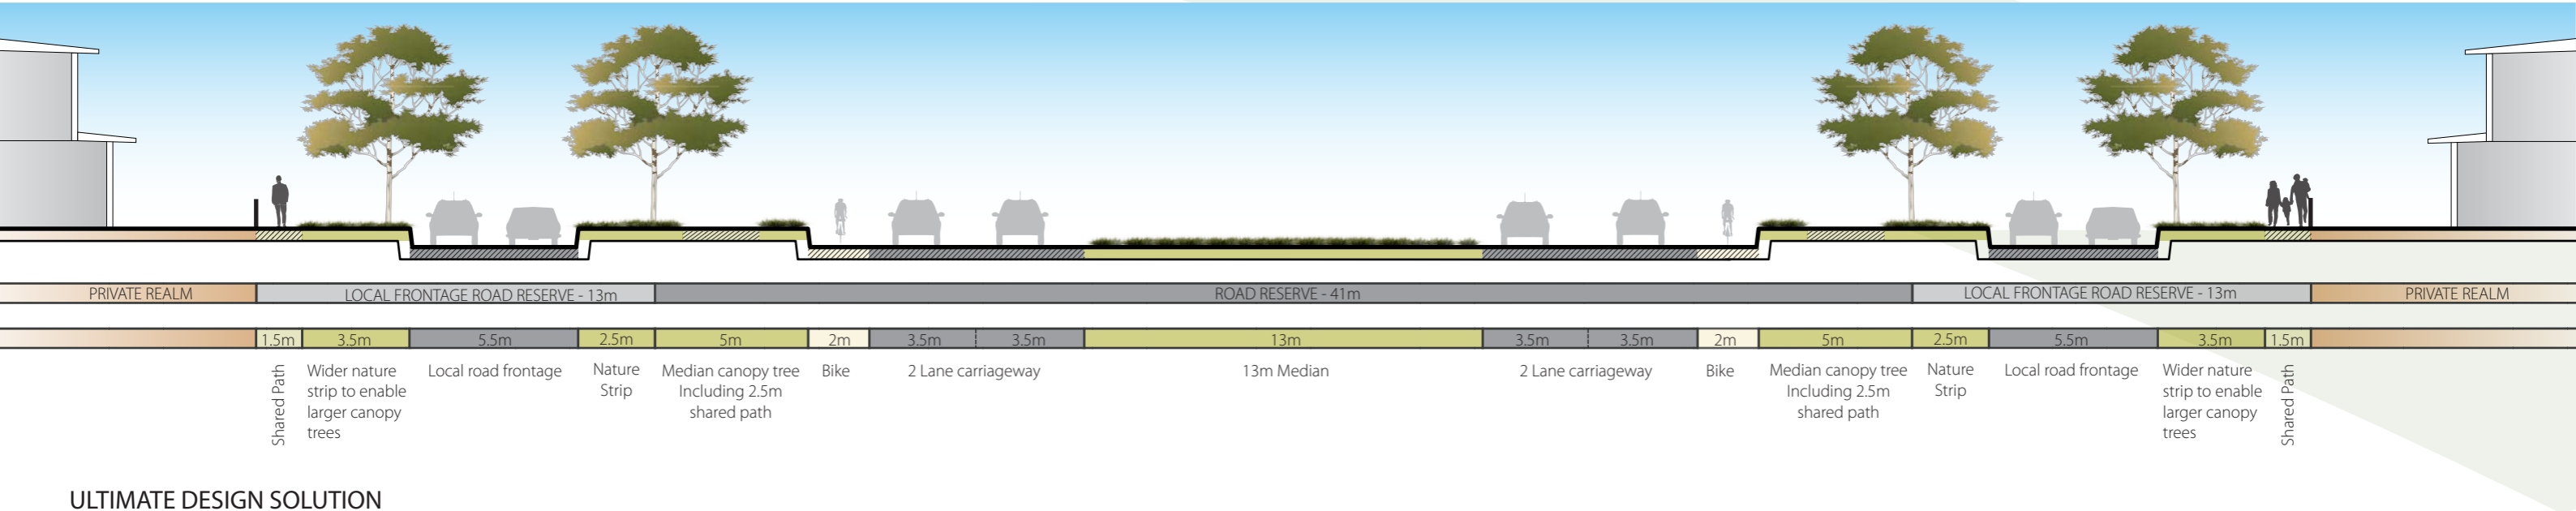 PRIVATE REALM
LOCAL FRONTAGE ROAD RESERVE - 13m
ROAD RESERVE - 41m
LOCAL FRONTAGE ROAD RESERVE - 13m
PRIVATE REALM
1.5m
3.5m
5.5m
2.5m
5m
2m
3.5m
3.5m
13m
3.5m
3.5m
2m
5m
2.5m
5.5m
3.5m
1.5m
Shared Path
Wider nature
strip to enable
larger canopy
trees
Local road frontage
Nature
Strip
Median canopy tree
Including 2.5m
shared path
Bike
2 Lane carriageway
13m Median
2 Lane carriageway
Bike
Median canopy tree
Including 2.5m
shared path
Nature
Strip
Local road frontage
Wider nature
strip to enable
larger canopy
trees
Shared Path
ULTIMATE DESIGN SOLUTION